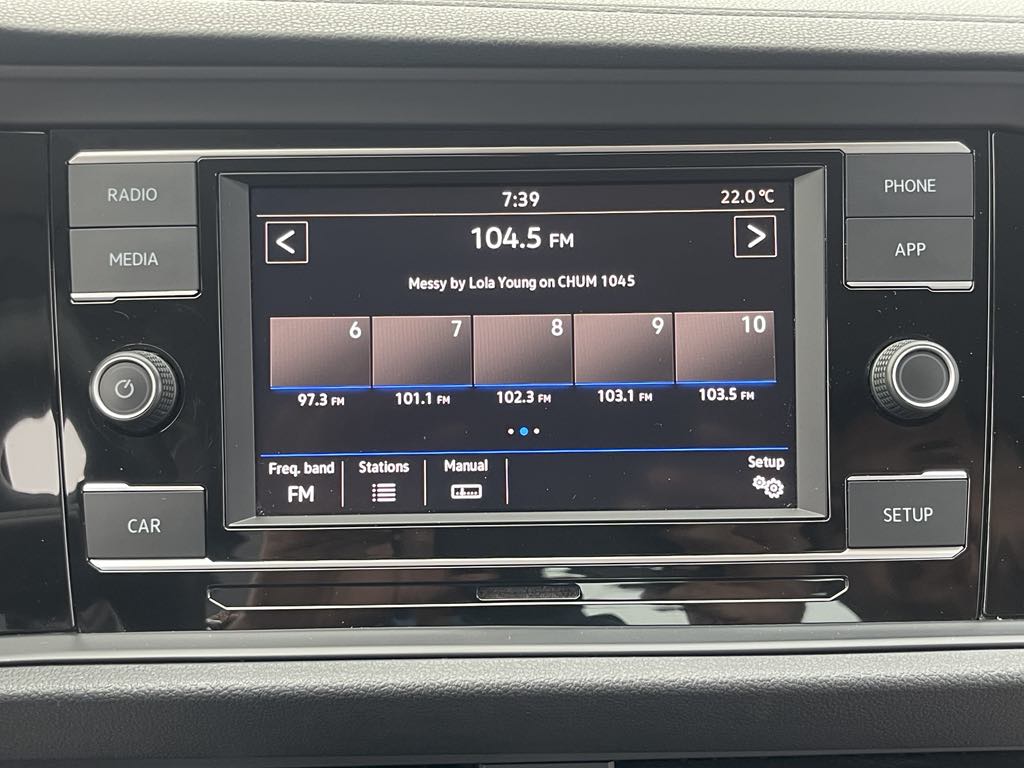 RADIO
MEDIA
CAR
7:39
22.0 °C
<
104.5 FM
>
Messy by Lola Young on CHUM 1045
6 7 8 9 10
97.3 FM 101.1 FM 102.3 FM 103.1 FM 103.5 FM
Freq. band Stations Manual Setup
FM
PHONE
APP
SETUP